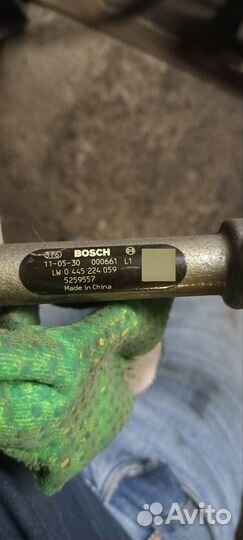 BOSCH
11-05-30 000661 L1
LW 0 445 224 059
5259557
Made in China
Avito